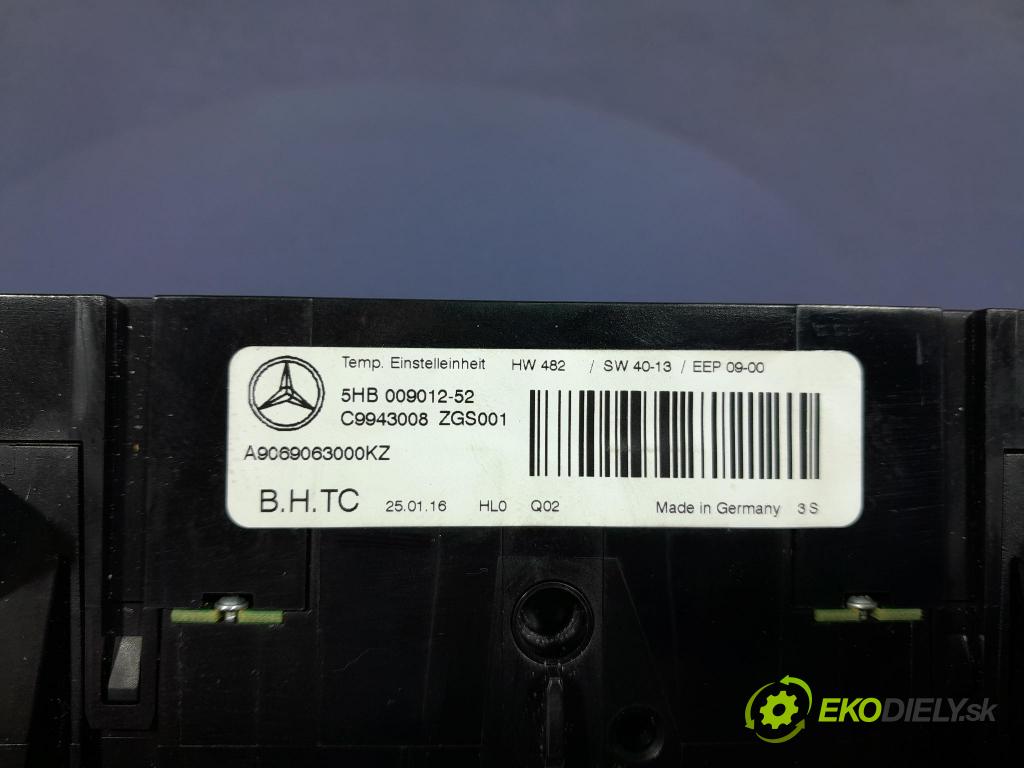 Temp. Einstelleinheit HW 482 / SW 40-13 / EEP 09-00
5HB 009012-52
C9943008 ZGS001
A9069063000KZ
B.H.TC 25.01.16 HL0 Q02 Made in Germany 3 S
EKODIELY.sk